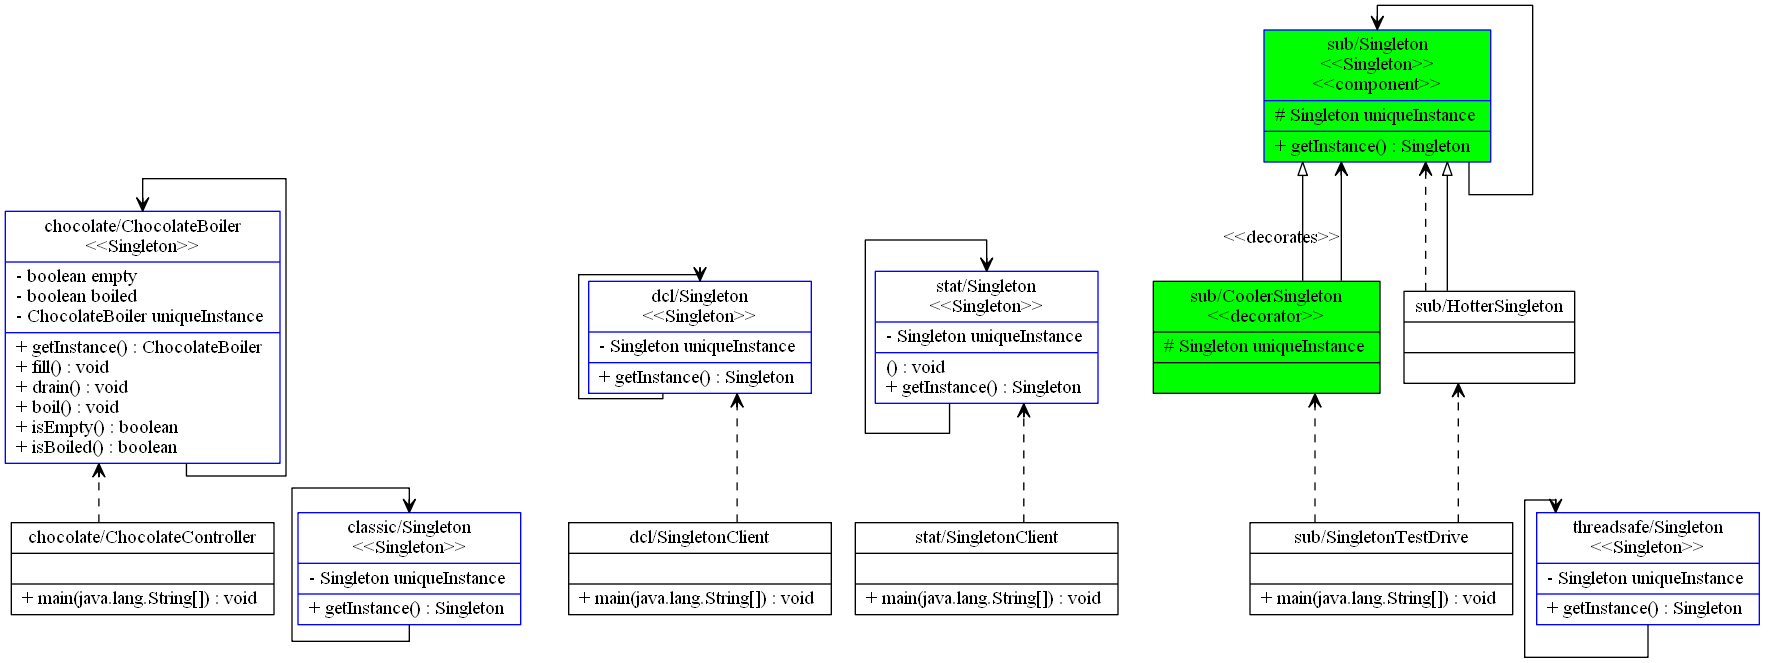 sub/Singleton
<<Singleton>>
<<component>>
# Singleton uniqueInstance
+ getInstance() : Singleton
chocolate/ChocolateBoiler
<<Singleton>>
- boolean empty
- boolean boiled
- ChocolateBoiler uniqueInstance
+ getInstance() : ChocolateBoiler
+ fill() : void
+ drain() : void
+ boil() : void
+ isEmpty() : boolean
+ isBoiled() : boolean
dcl/Singleton
<<Singleton>>
- Singleton uniqueInstance
+ getInstance() : Singleton
stat/Singleton
<<Singleton>>
- Singleton uniqueInstance
() : void
+ getInstance() : Singleton
<<decorates>>
sub/CoolerSingleton
<<decorator>>
# Singleton uniqueInstance
sub/HotterSingleton
chocolate/ChocolateController
+ main(java.lang.String[]) : void
classic/Singleton
<<Singleton>>
- Singleton uniqueInstance
+ getInstance() : Singleton
dcl/SingletonClient
+ main(java.lang.String[]) : void
stat/SingletonClient
+ main(java.lang.String[]) : void
sub/SingletonTestDrive
+ main(java.lang.String[]) : void
threadsafe/Singleton
<<Singleton>>
- Singleton uniqueInstance
+ getInstance() : Singleton